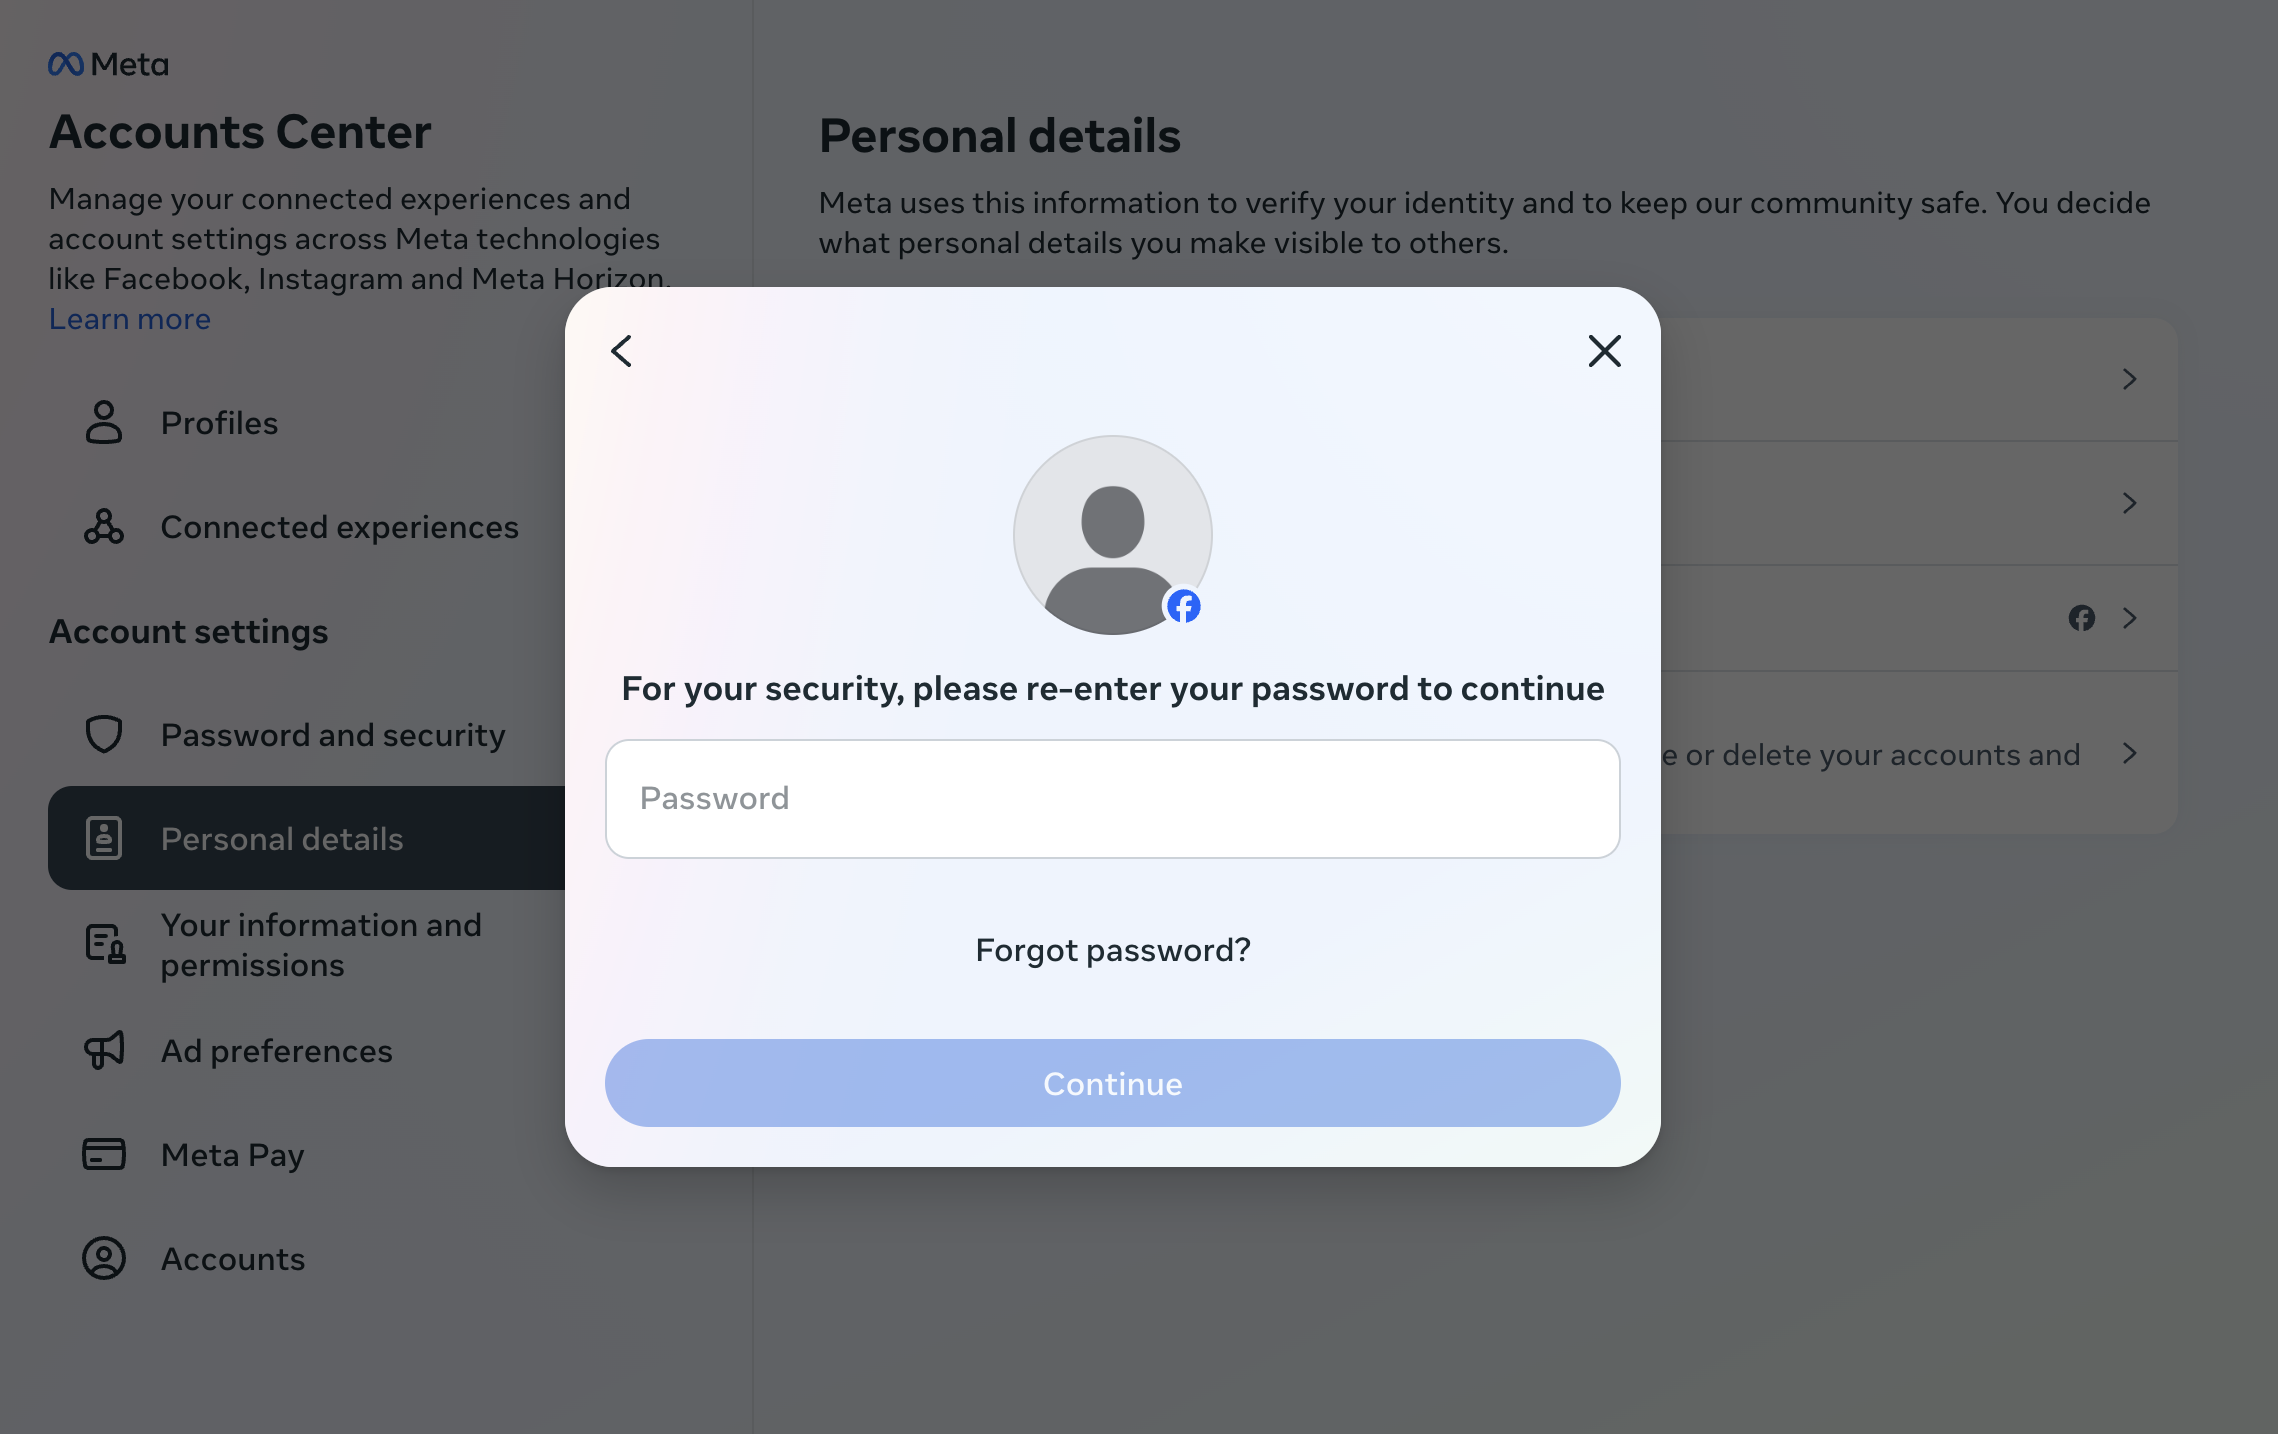 Meta
Accounts Center
Manage your connected experiences and
account settings across Meta technologies
like Facebook, Instagram and Meta Horizon.
Learn more
Profiles
Connected experiences
Account settings
Password and security
Personal details
Your information and
permissions
Ad preferences
Meta Pay
Accounts
Personal details
Meta uses this information to verify your identity and to keep our community safe. You decide
what personal details you make visible to others.
or delete your accounts and
For your security, please re-enter your password to continue
Password
Forgot password?
Continue